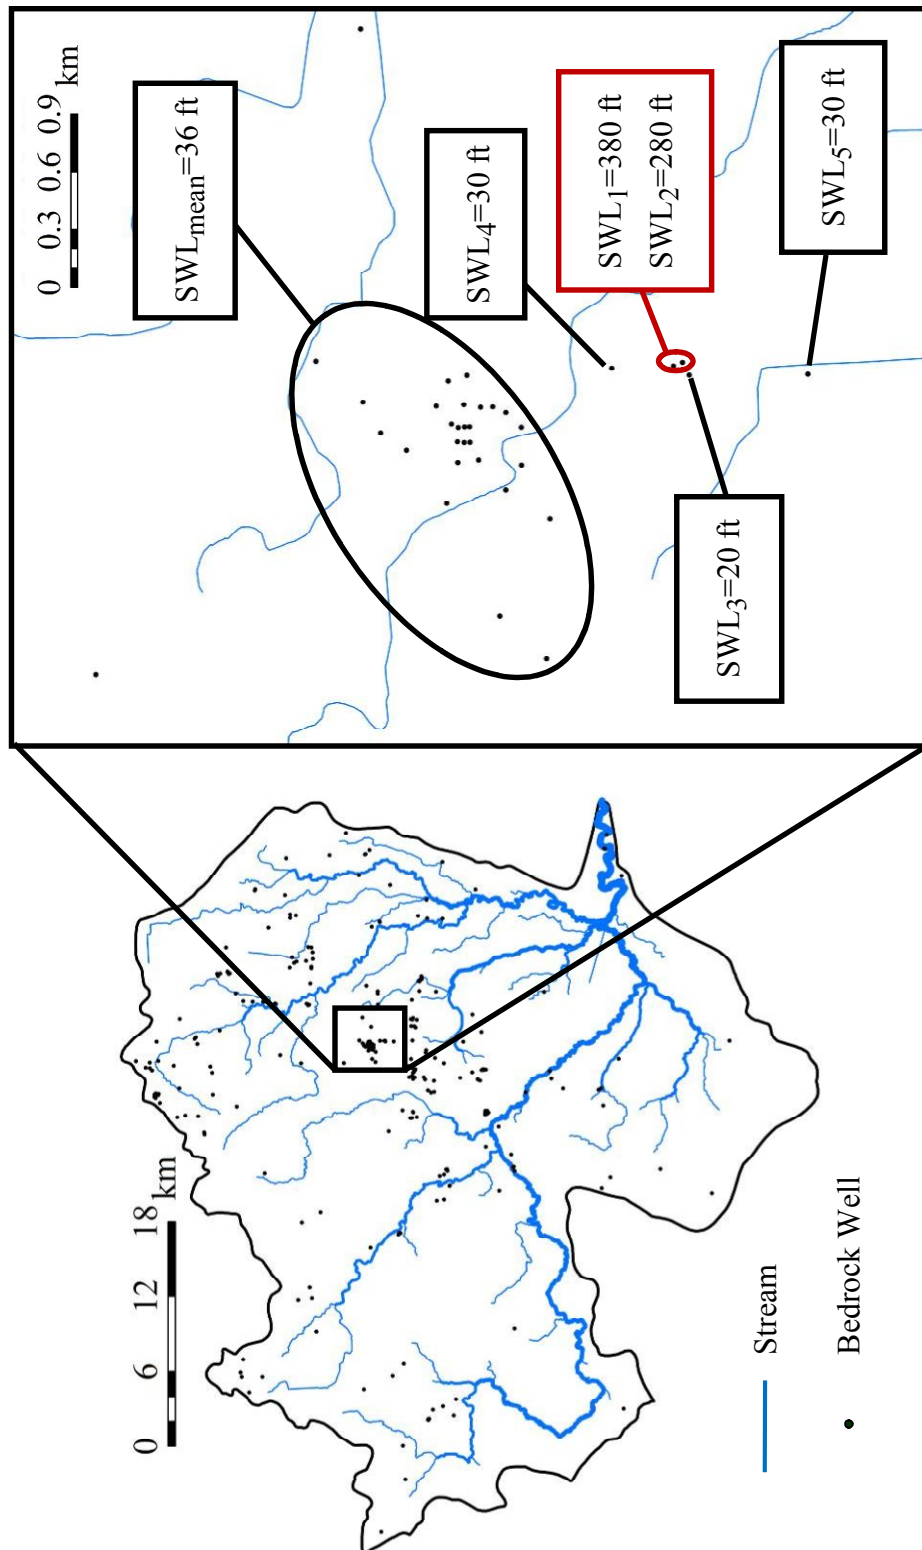 0 6 12 18
km
Stream
Bedrock Well
0 0.3 0.6 0.9
km
SWLmean=36 ft
SWL4=30 ft
SWL1=380 ft
SWL2=280 ft
SWL3=20 ft
SWL5=30 ft